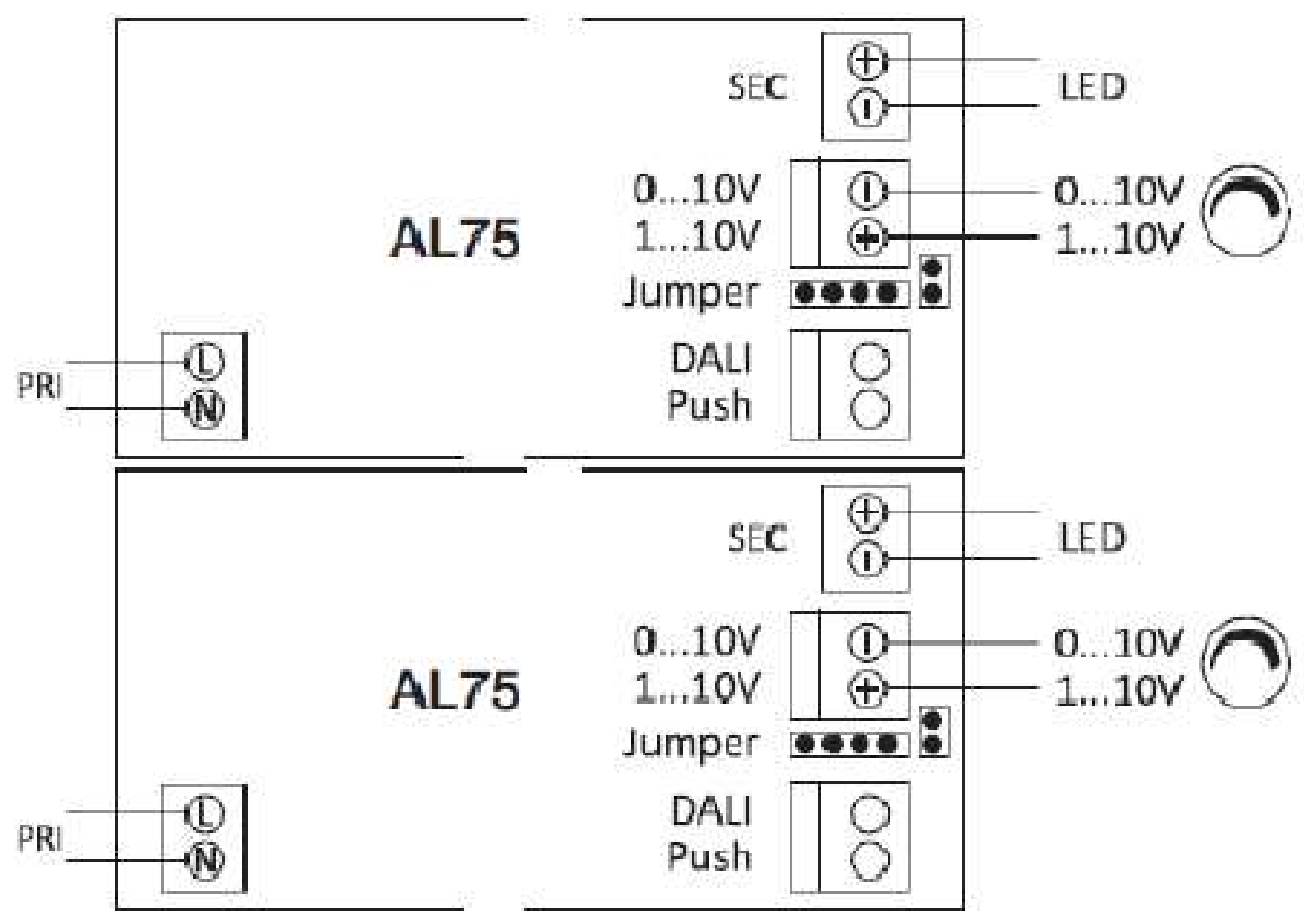 SEC + LED
−
0...10V − 0...10V
AL75 1...10V + 1...10V
Jumper
L DALI
PRI
N Push
SEC + LED
−
0...10V − 0...10V
AL75 1...10V + 1...10V
Jumper
L DALI
PRI
N Push